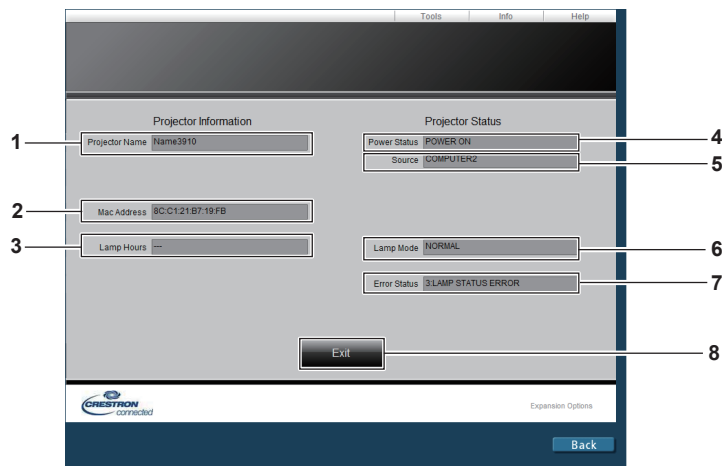 Tools Info Help
Projector Information Projector Status
1 Projector Name Name3910
Power Status POWER ON 4
Source COMPUTER2 5
2 Mac Address 8C:C1:21:B7:19:FB
3 Lamp Hours ---
Lamp Mode NORMAL 6
Error Status 3:LAMP STATUS ERROR 7
Exit 8
CRESTRON
connected
Expansion Options
Back